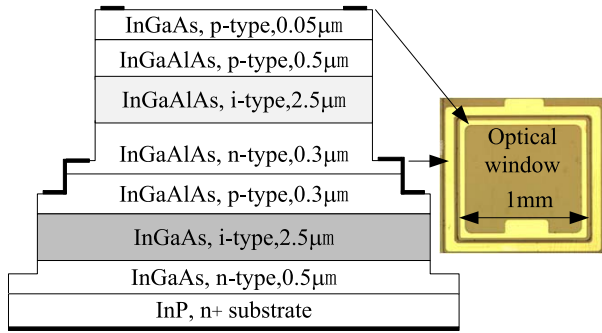 InGaAs, p-type,0.05μm
InGaAlAs, p-type,0.5μm
InGaAlAs, i-type,2.5μm
InGaAlAs, n-type,0.3μm
InGaAlAs, p-type,0.3μm
InGaAs, i-type,2.5μm
InGaAs, n-type,0.5μm
InP, n+ substrate
Optical
window
1mm